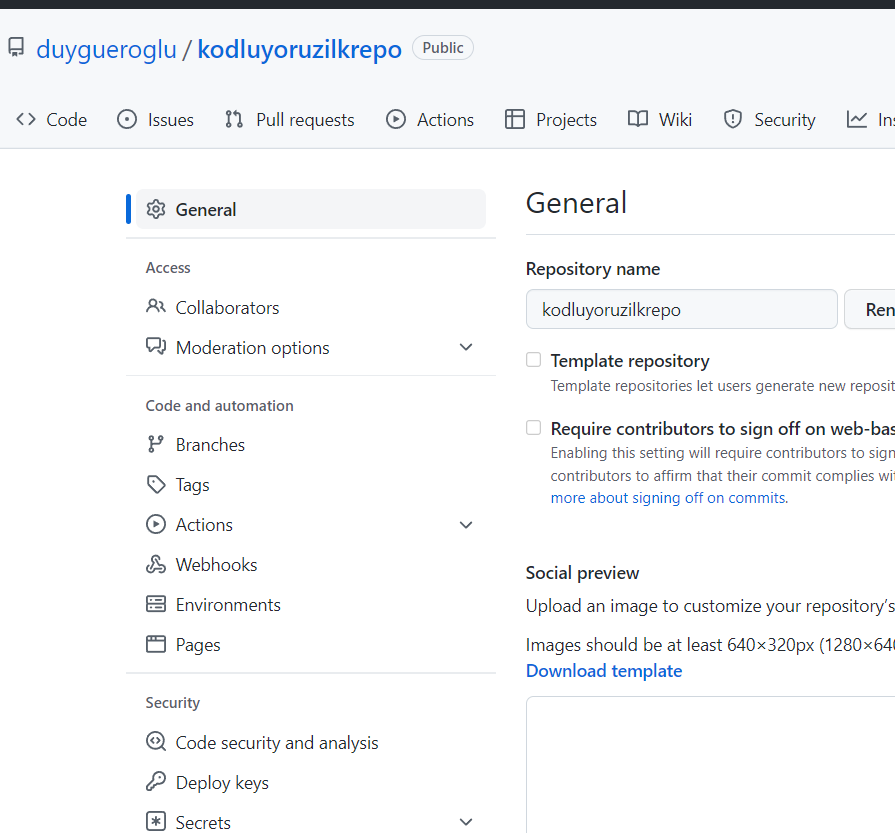 duygueroglu / kodluyoruzilkrepo Public
Code Issues Pull requests Actions Projects Wiki Security Ins
General
Access
Collaborators
Moderation options
Code and automation
Branches
Tags
Actions
Webhooks
Environments
Pages
Security
Code security and analysis
Deploy keys
Secrets
General
Repository name
kodluyoruzilkrepo Ren
Template repository
Template repositories let users generate new reposit
Require contributors to sign off on web-bas
Enabling this setting will require contributors to sign
contributors to affirm that their commit complies wi
more about signing off on commits.
Social preview
Upload an image to customize your repository’s
Images should be at least 640×320px (1280×640
Download template